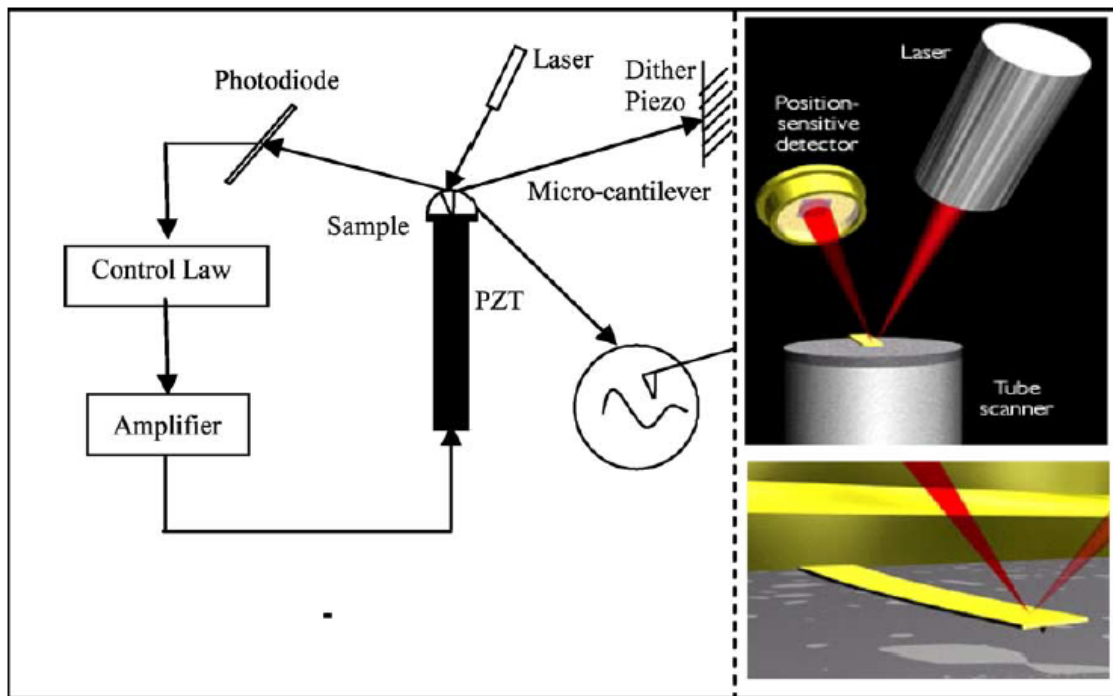 Laser
Photodiode
Dither
Piezo
Micro-cantilever
Sample
Control Law
PZT
Amplifier
Laser
Position-
sensitive
detector
Tube
scanner